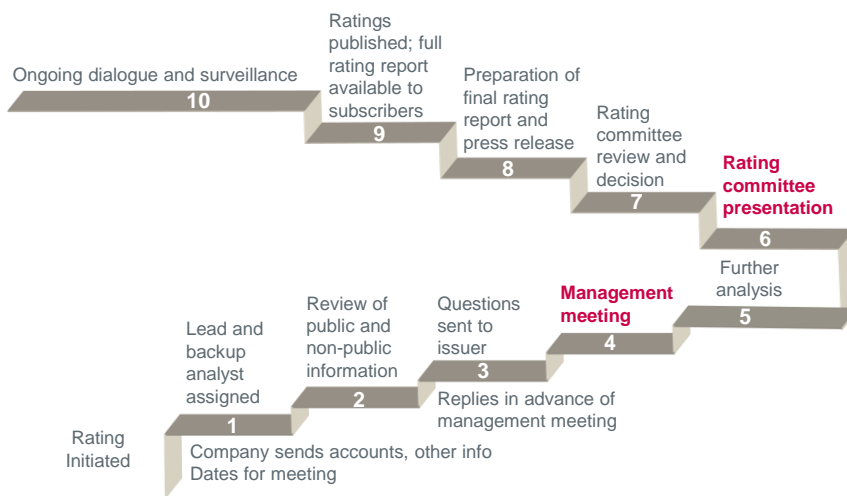 Ongoing dialogue and surveillance
10
Ratings
published; full
rating report
available to
subscribers
9
Preparation of
final rating
report and
press release
8
Rating
committee
review and
decision
7
Rating
committee
presentation
6
Further
analysis
5
Management
meeting
4
Questions
sent to
issuer
3
Replies in advance of
management meeting
Review of
public and
non-public
information
2
Lead and
backup
analyst
assigned
1
Company sends accounts, other info
Dates for meeting
Rating
Initiated